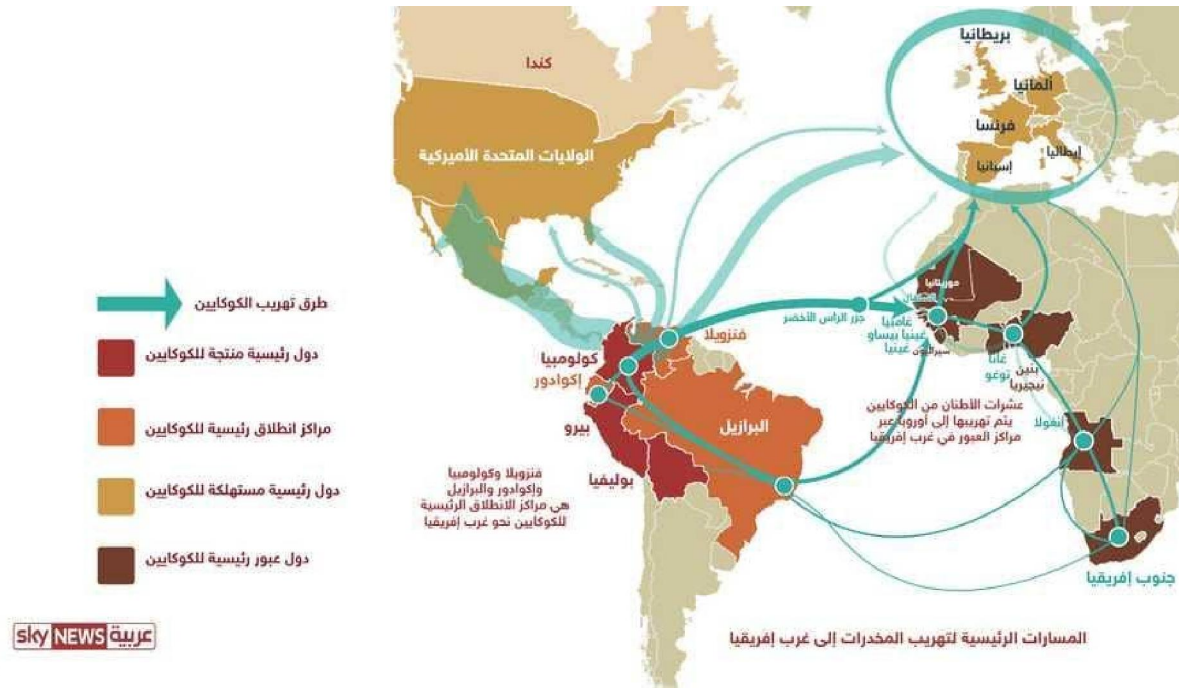 بريطانيا
كندا
ألمانيا
فرنسا
إيطاليا
إسبانيا
الولايات المتحدة الأميركية
طرق تهريب الكوكايين
دول رئيسية منتجة للكوكايين
مراكز انطلاق رئيسية للكوكايين
دول رئيسية مستهلكة للكوكايين
دول عبور رئيسية للكوكايين
موريتانيا
جزر الرأس الأخضر
غامبيا
غينيا بيساو
غينيا
سيراليون
غانا
توغو
بنين
نيجيريا
فنزويلا
كولومبيا
إكوادور
البرازيل
بيرو
بوليفيا
عشرات الأطنان من الكوكايين
يتم تهريبها إلى أوروبا عبر
مراكز العبور في غرب إفريقيا
إنغولا
فنزويلا وكولومبيا
وإكوادور والبرازيل
هي مراكز الانطلاق الرئيسية
للكوكايين نحو غرب إفريقيا
جنوب إفريقيا
sky NEWS عربية
المسارات الرئيسية لتهريب المخدرات إلى غرب إفريقيا